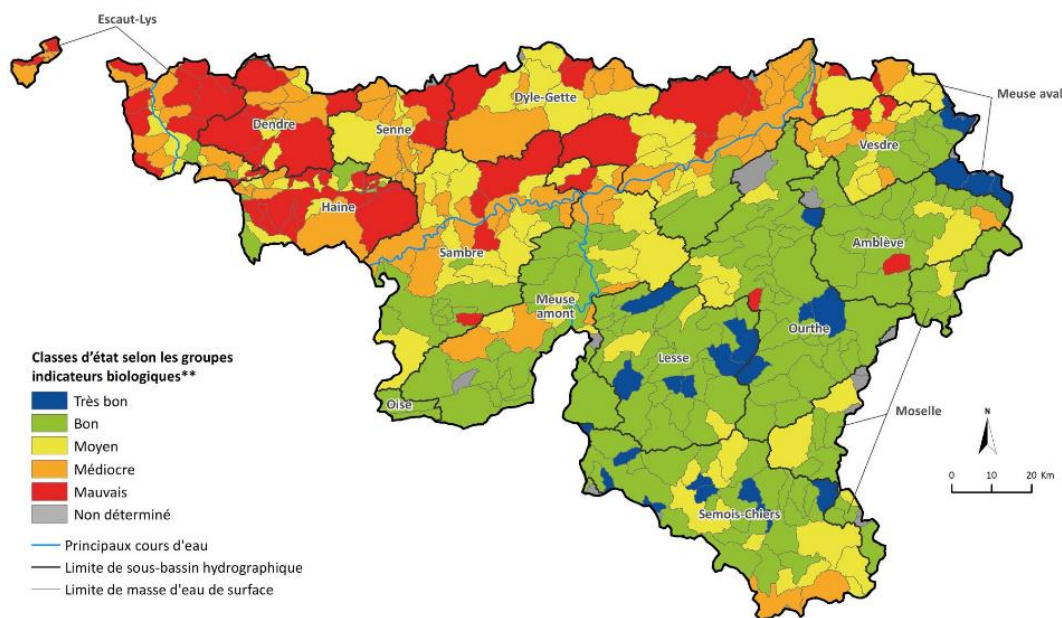 Escaut-Lys
Dyle-Gette
Meuse aval
Dendre
Senne
Vesdre
Haine
Amblève
Sambre
Meuse
amont
Ourthe
Lesse
Classes d'état selon les groupes
indicateurs biologiques**
Très bon
Bon
Moyen
Médiocre
Mauvais
Non déterminé
Principaux cours d'eau
Limite de sous-bassin hydrographique
Limite de masse d'eau de surface
Oise
Moselle
N
0 10 20 Km
Semois-Chiers